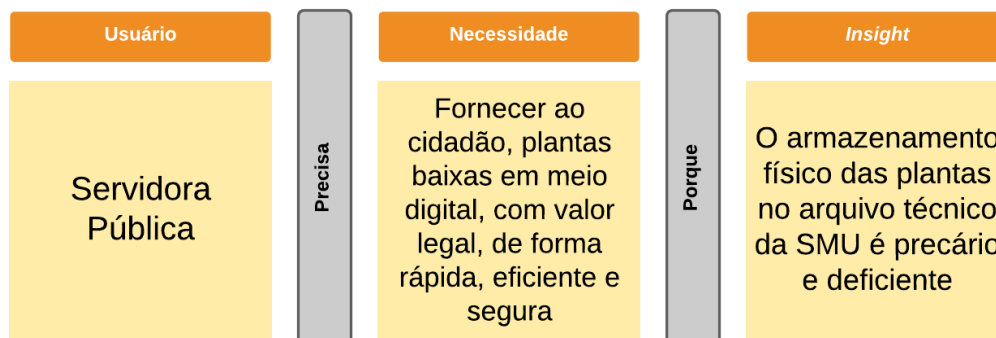 Usuário
Servidora
Pública
Precisa
Necessidade
Fornecer ao
cidadão, plantas
baixas em meio
digital, com valor
legal, de forma
rápida, eficiente e
segura
Porque
Insight
O armazenamento
físico das plantas
no arquivo técnico
da SMU é precário
e deficiente